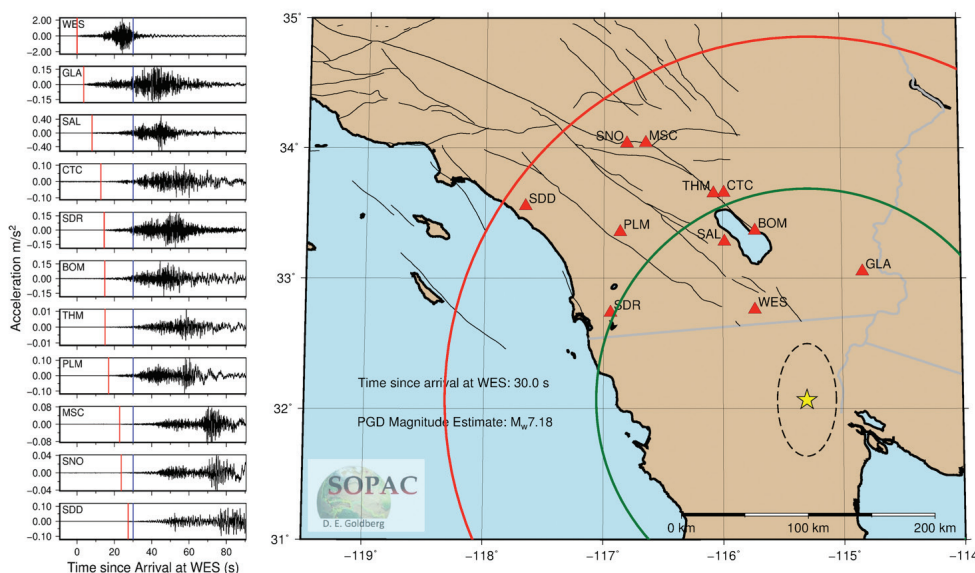 Acceleration m/s²
WES
2.00
0.00
−2.00
GLA
0.15
0.00
−0.15
SAL
0.40
0.00
−0.40
CTC
0.10
0.00
−0.10
SDR
0.15
0.00
−0.15
BOM
0.15
0.00
−0.15
THM
0.01
0.00
−0.01
PLM
0.10
0.00
−0.10
MSC
0.08
0.00
−0.08
SNO
0.04
0.00
−0.04
SDD
0.10
0.00
−0.10
0 20 40 60 80
Time since Arrival at WES (s)
35°
34°
33°
32°
31°
SNO MSC
THM CTC
SDD
PLM
BOM
SAL
GLA
SDR
WES
Time since arrival at WES: 30.0 s
PGD Magnitude Estimate: Mw7.18
SOPAC
D. E. Goldberg
0 km 100 km 200 km
−119° −118° −117° −116° −115° −114°